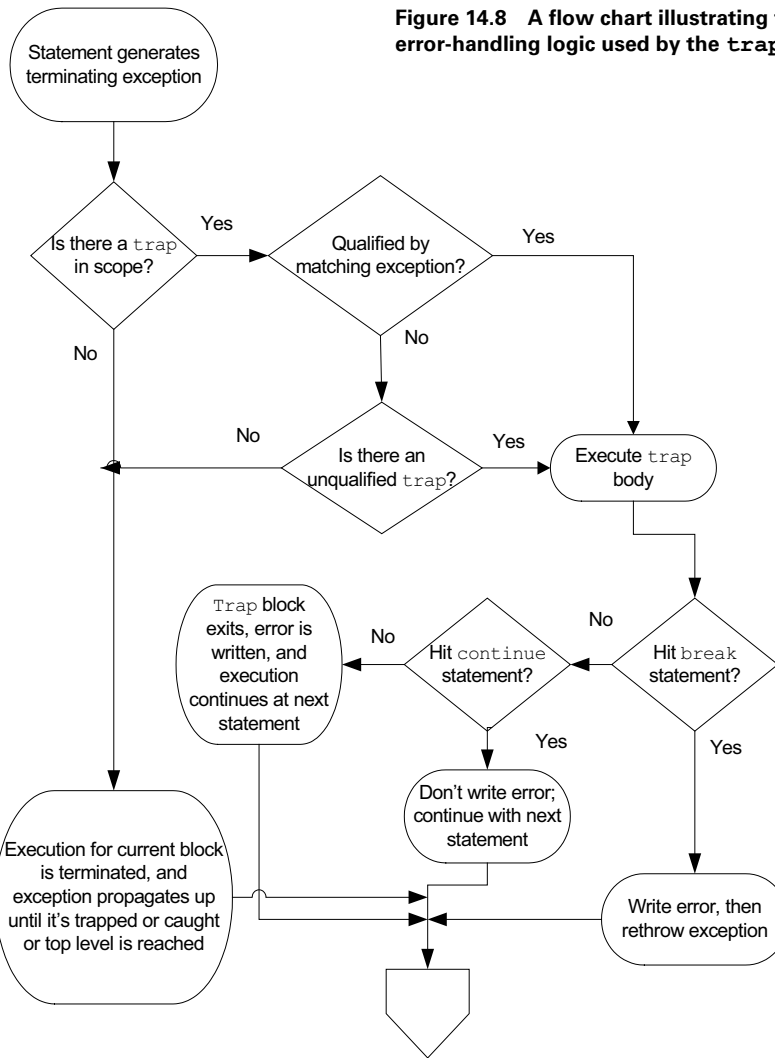 Figure 14.8 A flow chart illustrating
error-handling logic used by the trap
Statement generates
terminating exception
Is there a trap
in scope?
Yes
Qualified by
matching exception?
Yes
No
No
Is there an
unqualified trap?
No
Yes
Execute trap
body
Trap block
exits, error is
written, and
execution
continues at next
statement
No
Hit continue
statement?
No
Hit break
statement?
Yes
Yes
Don't write error;
continue with next
statement
Execution for current block
is terminated, and
exception propagates up
until it's trapped or caught
or top level is reached
Write error, then
rethrow exception